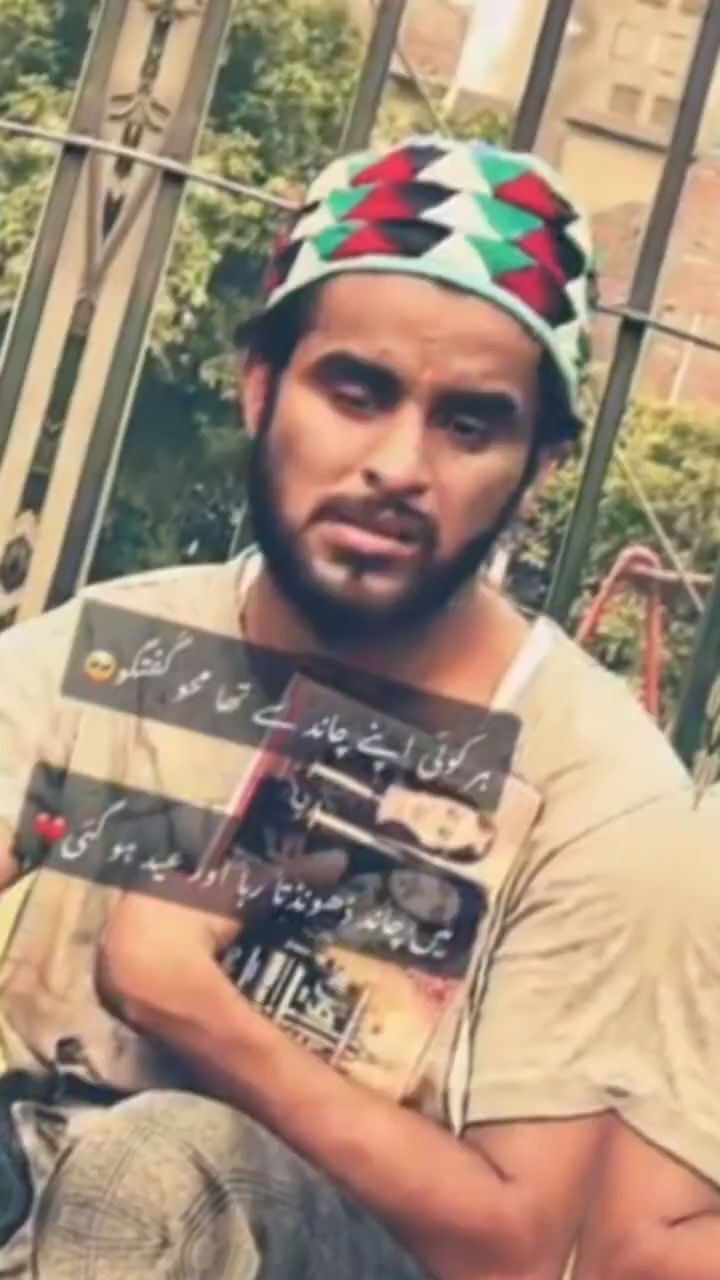 ہر کوئی اپنے چاند سے تھا محو گفتگو🥺
میں چاند ڈھونڈتا رہا اور عید ہو گئی💔